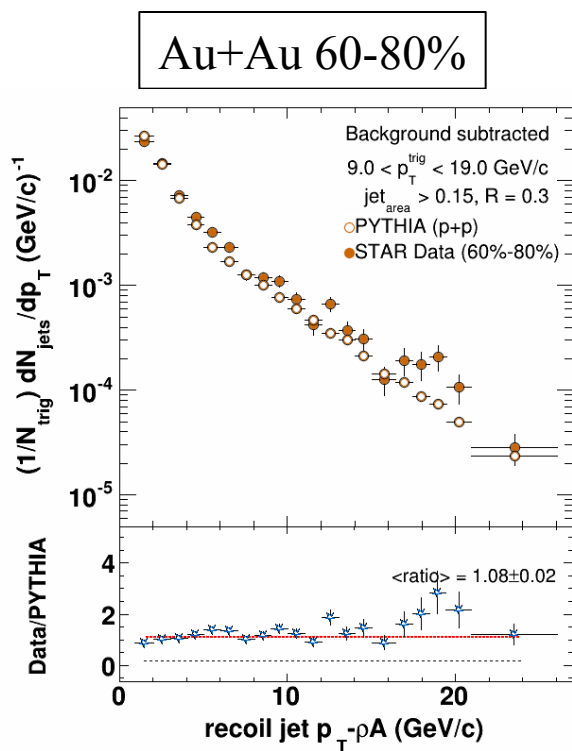 Au+Au 60-80%
Background subtracted
9.0 < p_T^trig < 19.0 GeV/c
jet_area > 0.15, R = 0.3
PYTHIA (p+p)
STAR Data (60%-80%)
(1/N_trig) dN_jets/dp_T (GeV/c)^-1
10^-2
10^-3
10^-4
10^-5
<ratio> = 1.08±0.02
Data/PYTHIA
4
2
0
0 10 20
recoil jet p_T-ρA (GeV/c)